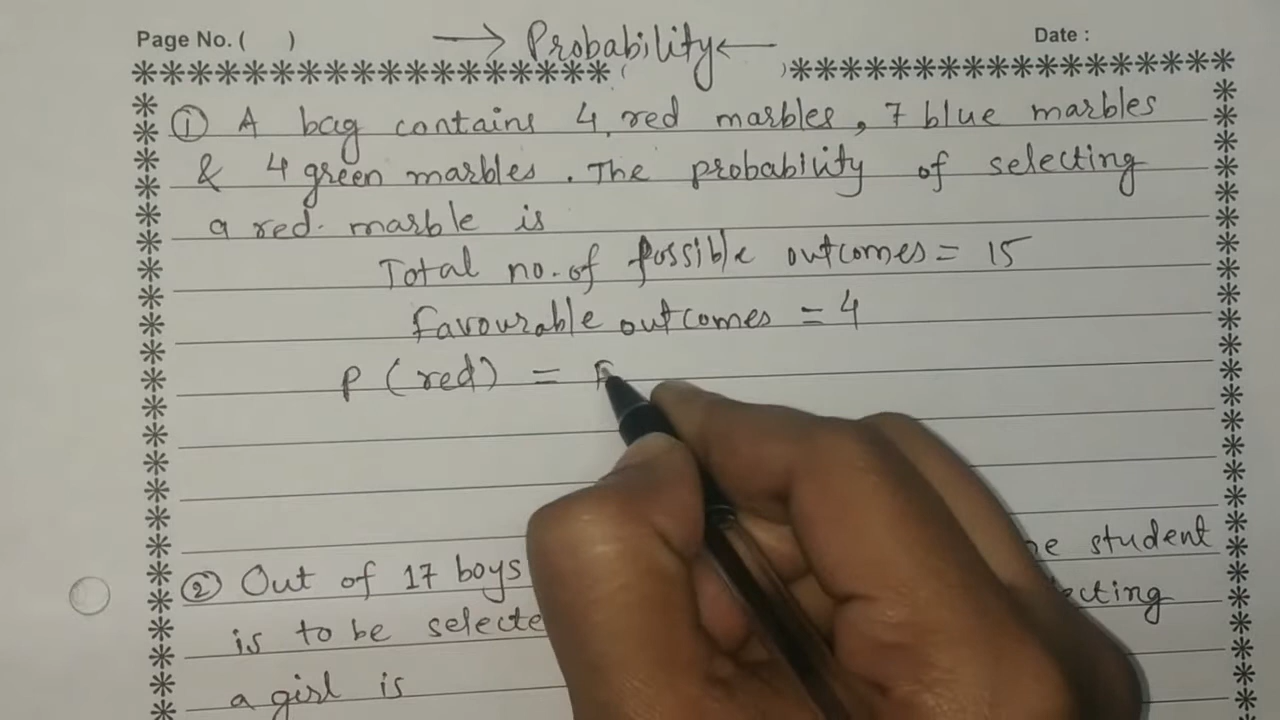 Page No. ( ) → Probability ← Date :
① A bag contains 4 red marbles, 7 blue marbles
& 4 green marbles. The probability of selecting
a red marble is
Total no. of possible outcomes = 15
Favourable outcomes = 4
P (red) =
② Out of 17 boys student
is to be
a girl is